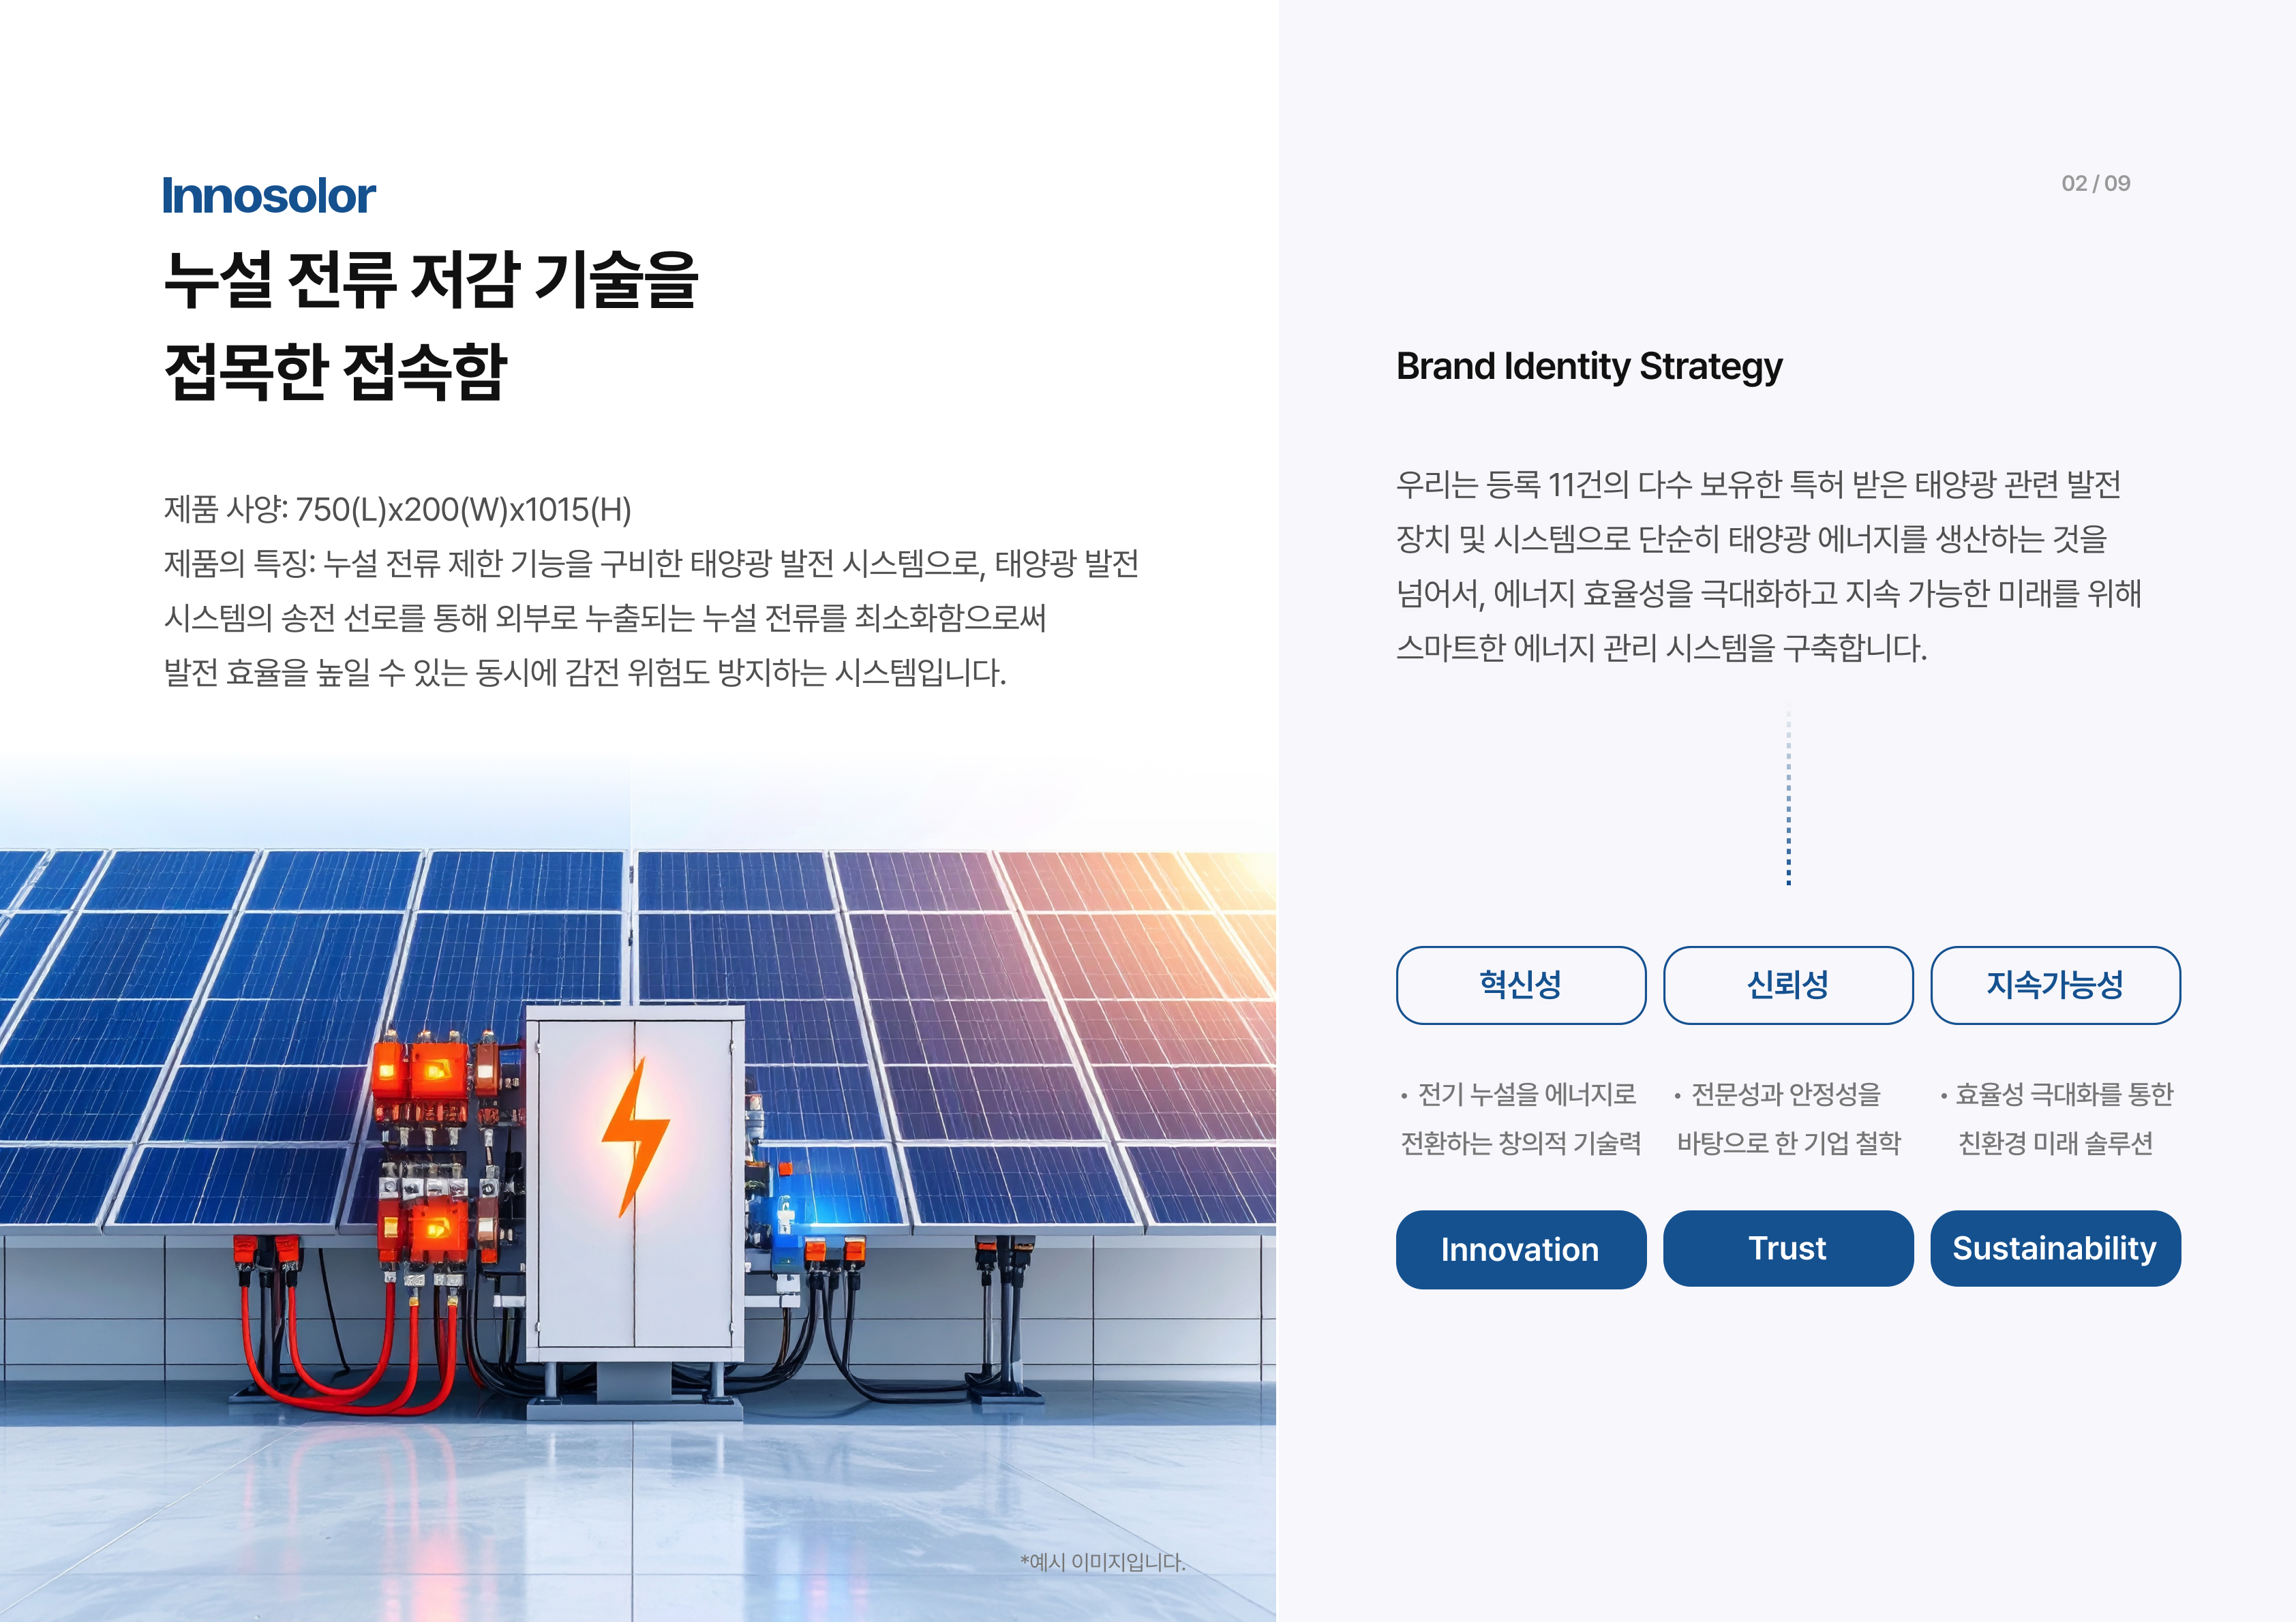 Innosolor
누설 전류 저감 기술을
접목한 접속함
제품 사양: 750(L)x200(W)x1015(H)
제품의 특징: 누설 전류 제한 기능을 구비한 태양광 발전 시스템으로, 태양광 발전
시스템의 송전 선로를 통해 외부로 누출되는 누설 전류를 최소화함으로써
발전 효율을 높일 수 있는 동시에 감전 위험도 방지하는 시스템입니다.
*예시 이미지입니다.
02 / 09
Brand Identity Strategy
우리는 등록 11건의 다수 보유한 특허 받은 태양광 관련 발전
장치 및 시스템으로 단순히 태양광 에너지를 생산하는 것을
넘어서, 에너지 효율성을 극대화하고 지속 가능한 미래를 위해
스마트한 에너지 관리 시스템을 구축합니다.
혁신성
신뢰성
지속가능성
• 전기 누설을 에너지로
전환하는 창의적 기술력
• 전문성과 안정성을
바탕으로 한 기업 철학
• 효율성 극대화를 통한
친환경 미래 솔루션
Innovation
Trust
Sustainability